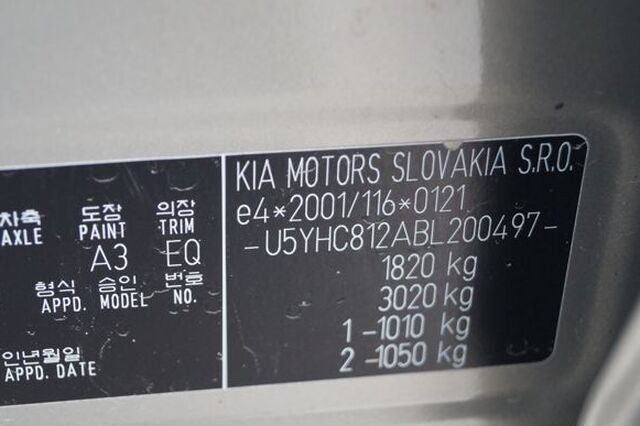 차축 도장 의장
AXLE PAINT TRIM
A3 EQ
형식 승인 번호
APPD. MODEL NO.
인년월일
APPD. DATE
KIA MOTORS SLOVAKIA S.R.O.
e4*2001/116*0121
-U5YHC812ABL200497-
1820 kg
3020 kg
1-1010 kg
2-1050 kg